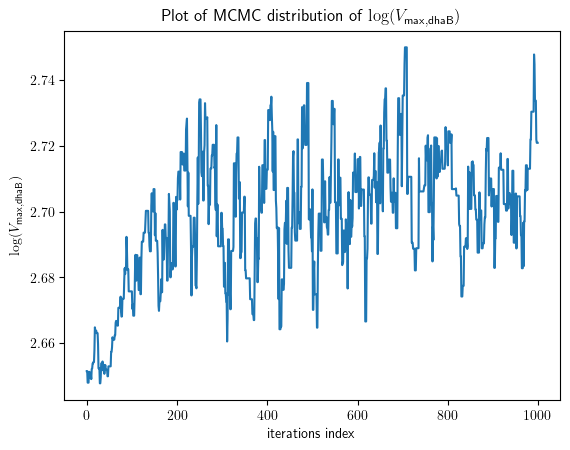 Plot of MCMC distribution of log(V_max,dhaB)
log(V_max,dhaB)
2.74
2.72
2.70
2.68
2.66
0 200 400 600 800 1000
iterations index